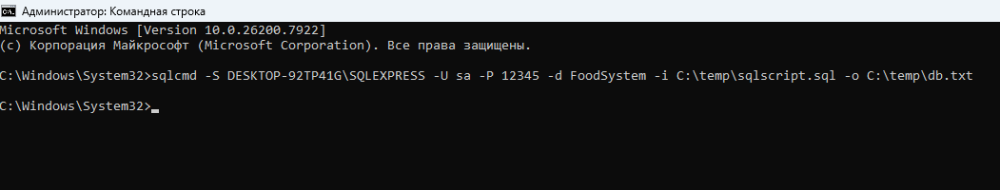 Администратор: Командная строка
Microsoft Windows [Version 10.0.26200.7922]
(c) Корпорация Майкрософт (Microsoft Corporation). Все права защищены.
C:\Windows\System32>sqlcmd -S DESKTOP-92TP41G\SQLEXPRESS -U sa -P 12345 -d FoodSystem -i C:\temp\sqlscript.sql -o C:\temp\db.txt
C:\Windows\System32>